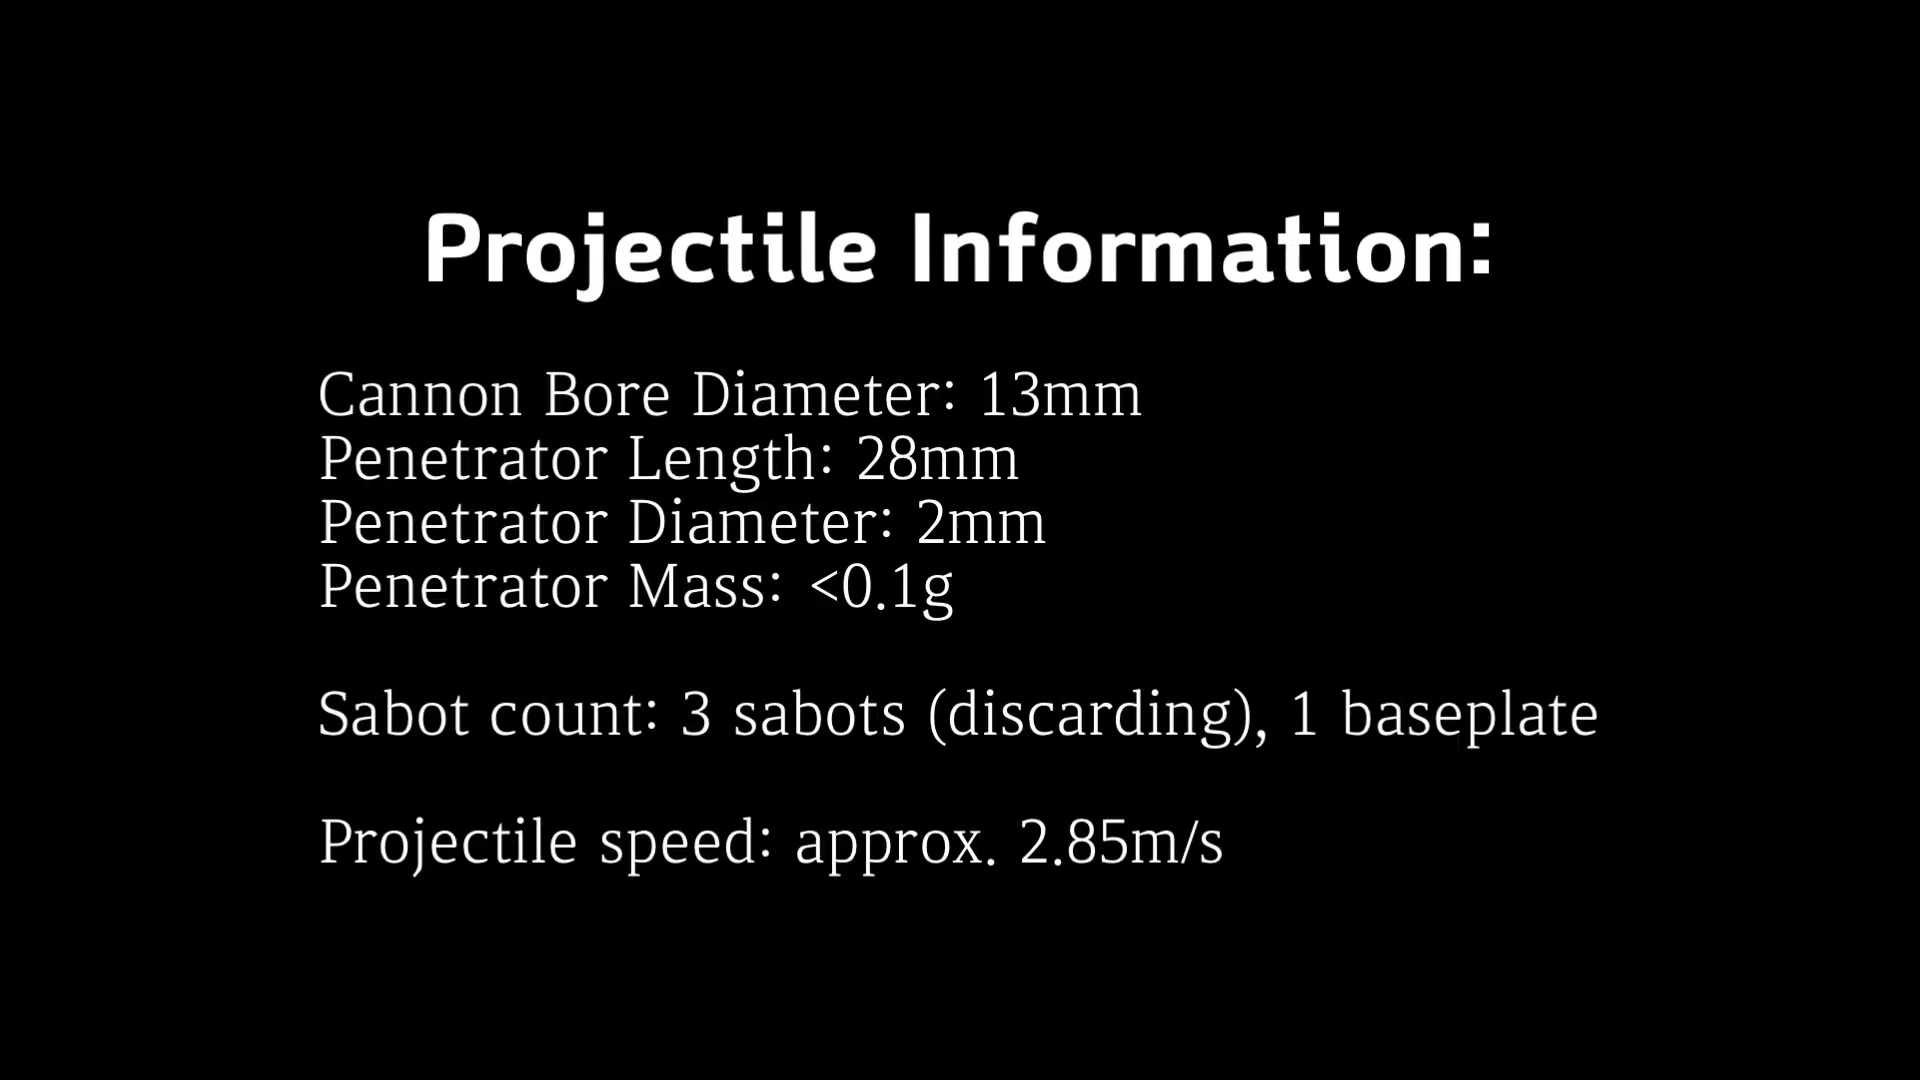 Projectile Information:
Cannon Bore Diameter: 13mm
Penetrator Length: 28mm
Penetrator Diameter: 2mm
Penetrator Mass: <0.1g
Sabot count: 3 sabots (discarding), 1 baseplate
Projectile speed: approx. 2.85m/s